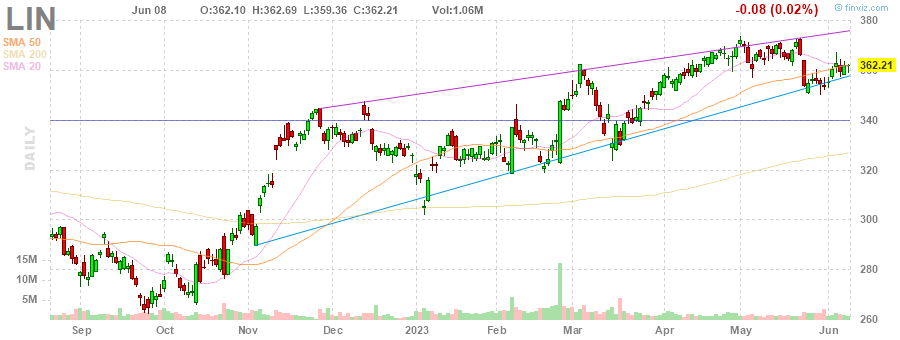 LIN Jun 08 O:362.10 H:362.69 L:359.36 C:362.21 Vol:1.06M -0.08 (0.02%) © finviz.com
SMA 50
SMA 200
SMA 20
DAILY
380
360
362.21
340
320
300
280
260
15M
10M
5M
Sep Oct Nov Dec 2023 Feb Mar Apr May Jun